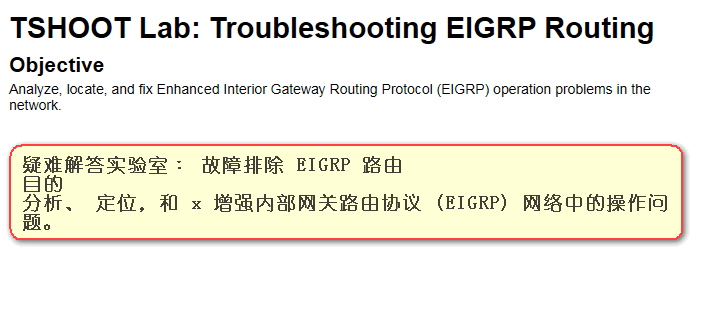 TSHOOT Lab: Troubleshooting EIGRP Routing
Objective
Analyze, locate, and fix Enhanced Interior Gateway Routing Protocol (EIGRP) operation problems in the
network.
疑难解答实验室： 故障排除 EIGRP 路由
目的
分析、 定位，和 x 增强内部网关路由协议 (EIGRP) 网络中的操作问
题。